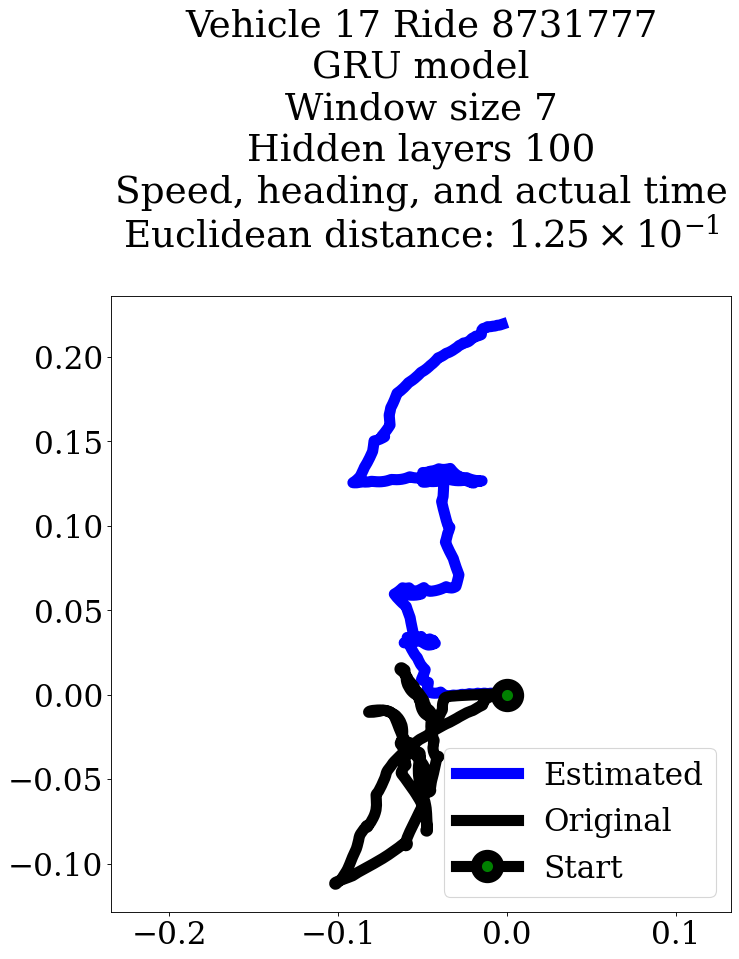 Vehicle 17 Ride 8731777
GRU model
Window size 7
Hidden layers 100
Speed, heading, and actual time
Euclidean distance: 1.25 × 10⁻¹
0.20
0.15
0.10
0.05
0.00
−0.05
−0.10
Estimated
Original
Start
−0.2
−0.1
0.0
0.1